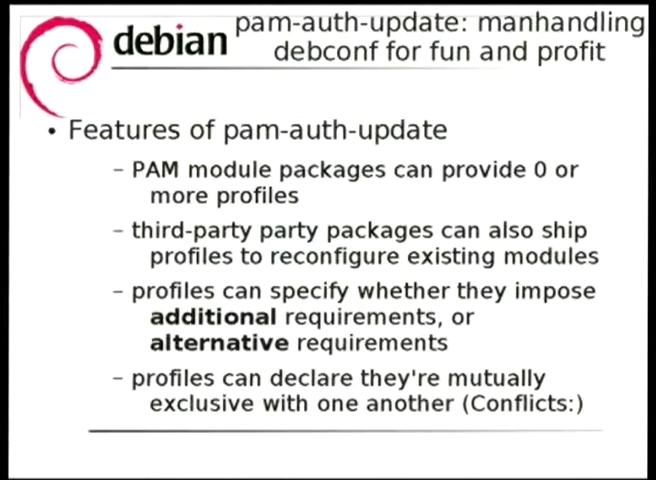 debian
pam-auth-update: manhandling
debconf for fun and profit
• Features of pam-auth-update
– PAM module packages can provide 0 or
more profiles
– third-party party packages can also ship
profiles to reconfigure existing modules
– profiles can specify whether they impose
additional requirements, or
alternative requirements
– profiles can declare they're mutually
exclusive with one another (Conflicts:)